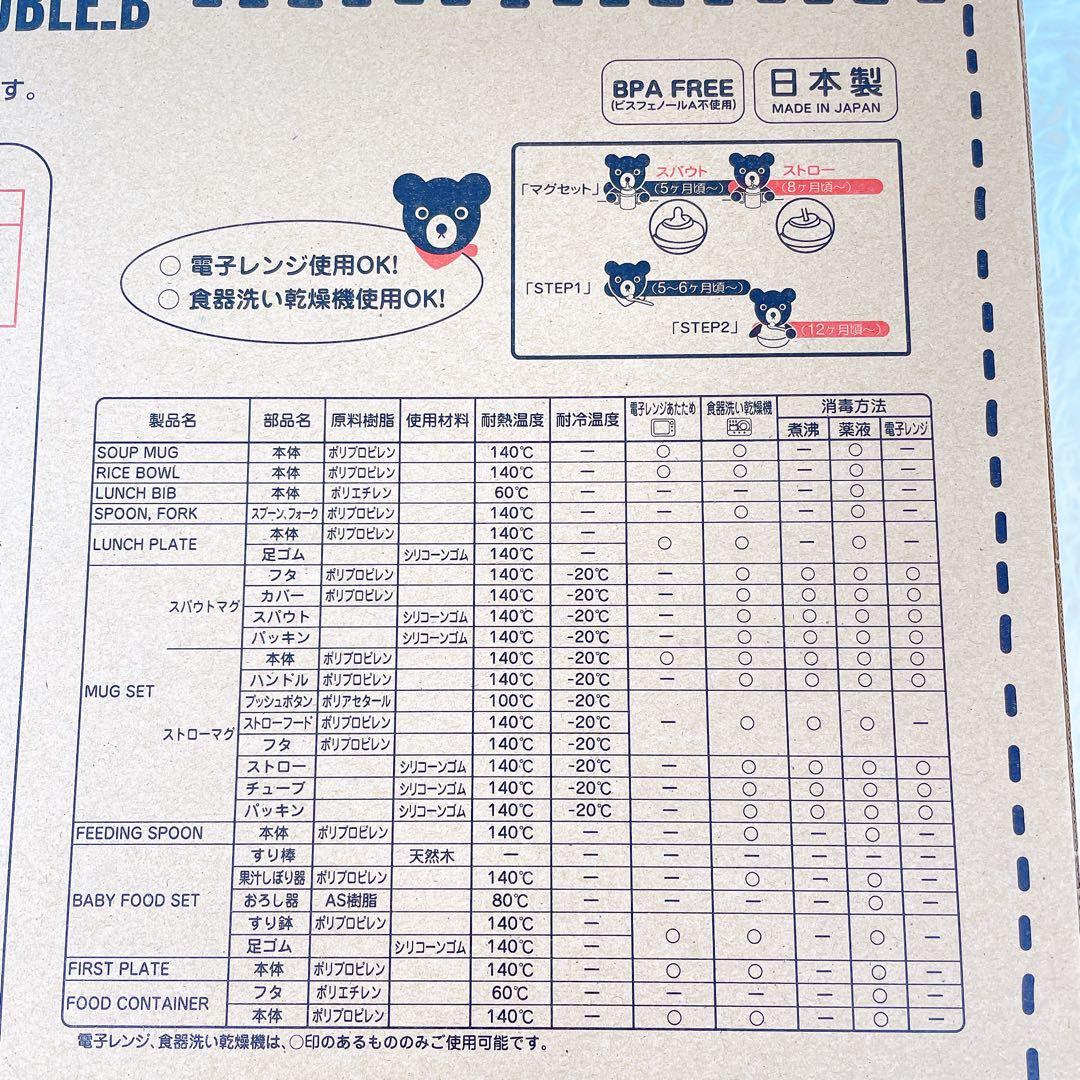 UBLE_B
す。
BPA FREE
(ビスフェノールA不使用)
日本製
MADE IN JAPAN
スパウト ストロー
「マグセット」 (5ヶ月頃〜) (8ヶ月頃〜)
「STEP1」 (5〜6ヶ月頃〜)
「STEP2」 (12ヶ月頃〜)
○ 電子レンジ使用OK!
○ 食器洗い乾燥機使用OK!
製品名 部品名 原料樹脂 使用材料 耐熱温度 耐冷温度 電子レンジあたため 食器洗い乾燥機 消毒方法
煮沸 薬液 電子レンジ
SOUP MUG 本体 ポリプロピレン 140℃ ー ○ ○ ー ○ ー
RICE BOWL 本体 ポリプロピレン 140℃ ー ○ ○ ー ○ ー
LUNCH BIB 本体 ポリエチレン 60℃ ー ー ー ー ○ ー
SPOON, FORK スプーン、フォーク ポリプロピレン 140℃ ー ー ○ ー ○ ー
LUNCH PLATE 本体 ポリプロピレン 140℃ ー ○ ○ ー ○ ー
足ゴム シリコーンゴム 140℃ ー
MUG SET スパウトマグ フタ ポリプロピレン 140℃ -20℃ ー ○ ○ ○ ○
カバー ポリプロピレン 140℃ -20℃ ー ○ ○ ○ ○
スパウト シリコーンゴム 140℃ -20℃ ー ○ ○ ○ ○
パッキン シリコーンゴム 140℃ -20℃ ー ○ ○ ○ ○
本体 ポリプロピレン 140℃ -20℃ ○ ○ ○ ○ ○
ハンドル ポリプロピレン 140℃ -20℃ ー ○ ○ ○ ○
ストローマグ プッシュボタン ポリアセタール 100℃ -20℃ ー ○ ○ ○ ー
ストローフード ポリプロピレン 140℃ -20℃
フタ ポリプロピレン 140℃ -20℃
ストロー シリコーンゴム 140℃ -20℃ ー ○ ○ ○ ○
チューブ シリコーンゴム 140℃ -20℃ ー ○ ○ ○ ○
パッキン シリコーンゴム 140℃ -20℃ ー ○ ○ ○ ○
FEEDING SPOON 本体 ポリプロピレン 140℃ ー ー ○ ー ○ ー
BABY FOOD SET すり棒 天然木 ー ー ー ー ー ー ー
果汁しぼり器 ポリプロピレン 140℃ ー ー ○ ー ○ ー
おろし器 AS樹脂 80℃ ー ー ー ー ○ ー
すり鉢 ポリプロピレン 140℃ ー ○ ○ ー ○ ー
足ゴム シリコーンゴム 140℃ ー
FIRST PLATE 本体 ポリプロピレン 140℃ ー ○ ○ ー ○ ー
FOOD CONTAINER フタ ポリエチレン 60℃ ー ー ー ー ○ ー
本体 ポリプロピレン 140℃ ー ○ ○ ー ○ ー
電子レンジ、食器洗い乾燥機は、○印のあるもののみご使用可能です。